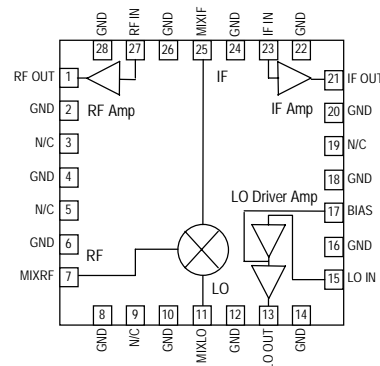 GND
RF IN
GND
MIXIF
GND
IF IN
GND
28 27 26 25 24 23 22
RF OUT 1
RF Amp
IF
IF Amp
21 IF OUT
GND 2
20 GND
N/C 3
19 N/C
GND 4
18 GND
N/C 5
LO Driver Amp
17 BIAS
GND 6
RF
16 GND
MIXRF 7
15 LO IN
LO
8 9 10 11 12 13 14
GND
N/C
GND
MIXLO
GND
LO OUT
GND